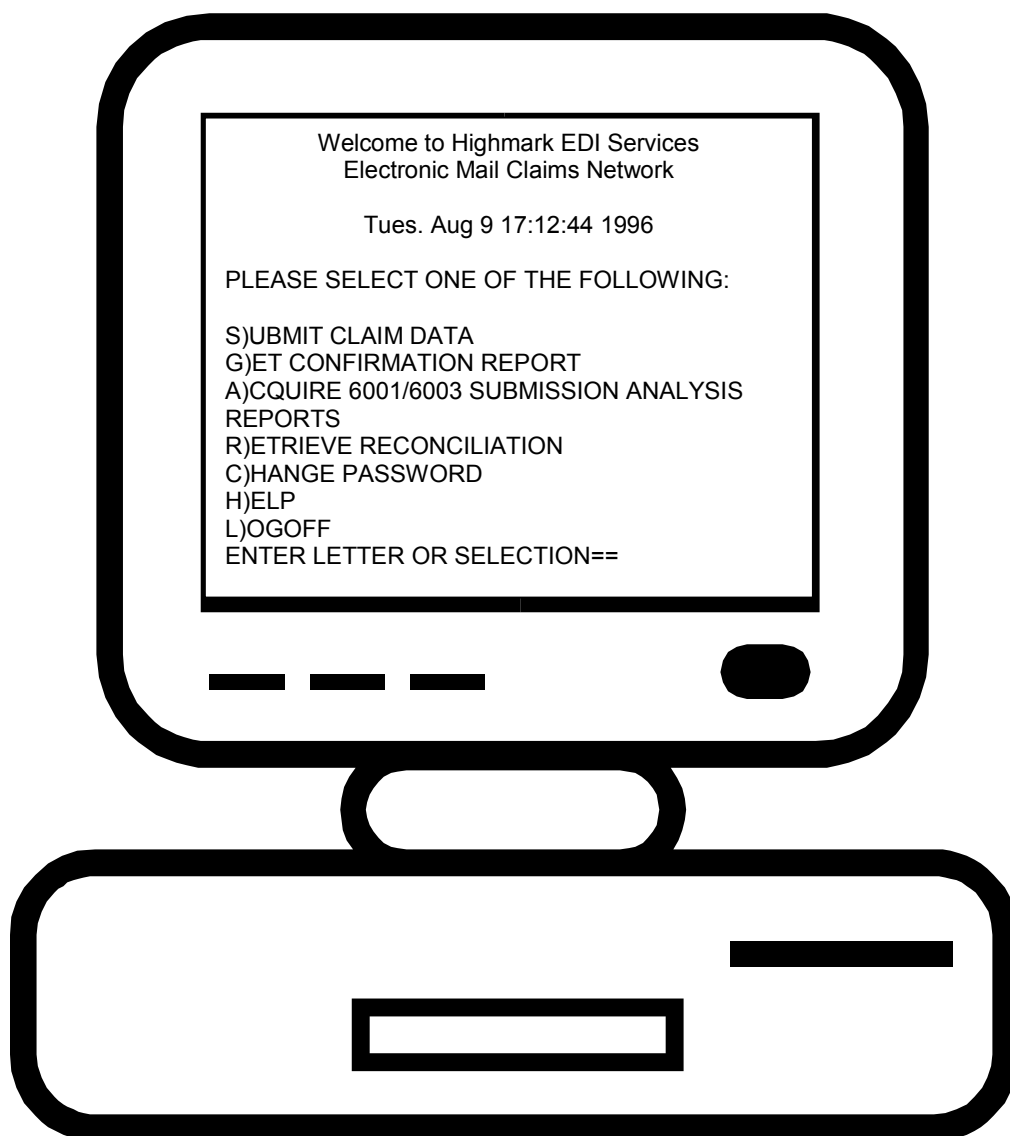 Welcome to Highmark EDI Services
Electronic Mail Claims Network
Tues. Aug 9 17:12:44 1996
PLEASE SELECT ONE OF THE FOLLOWING:
S)UBMIT CLAIM DATA
G)ET CONFIRMATION REPORT
A)CQUIRE 6001/6003 SUBMISSION ANALYSIS
REPORTS
R)ETRIEVE RECONCILIATION
C)HANGE PASSWORD
H)ELP
L)OGOFF
ENTER LETTER OR SELECTION==